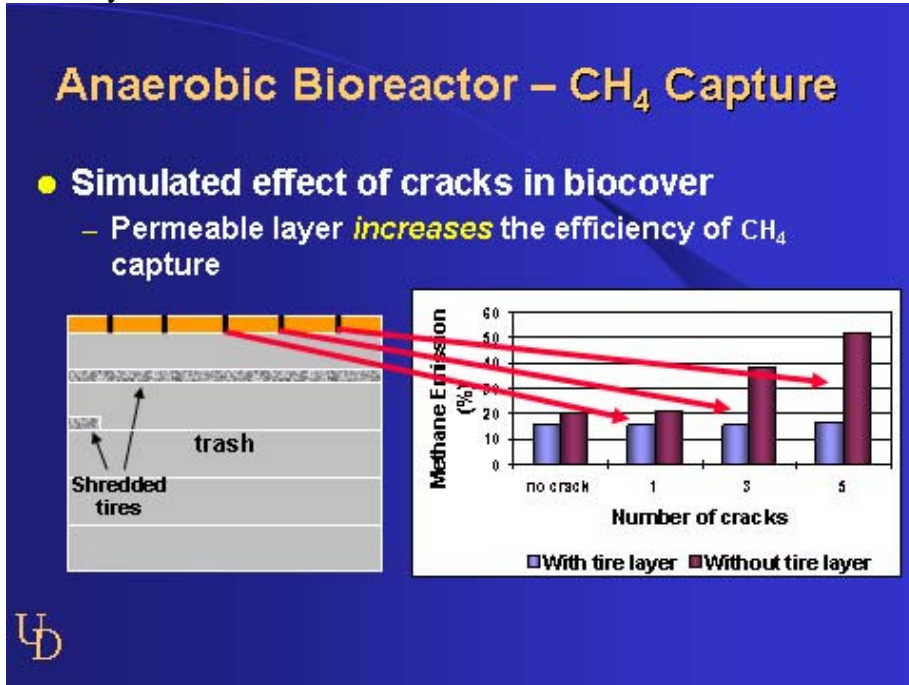 Anaerobic Bioreactor – CH₄ Capture
Simulated effect of cracks in biocover
– Permeable layer increases the efficiency of CH₄
capture
trash
Shredded
tires
Methane Emission
(%)
60
50
40
30
20
10
0
no crack 1 3 5
Number of cracks
With tire layer Without tire layer
UD